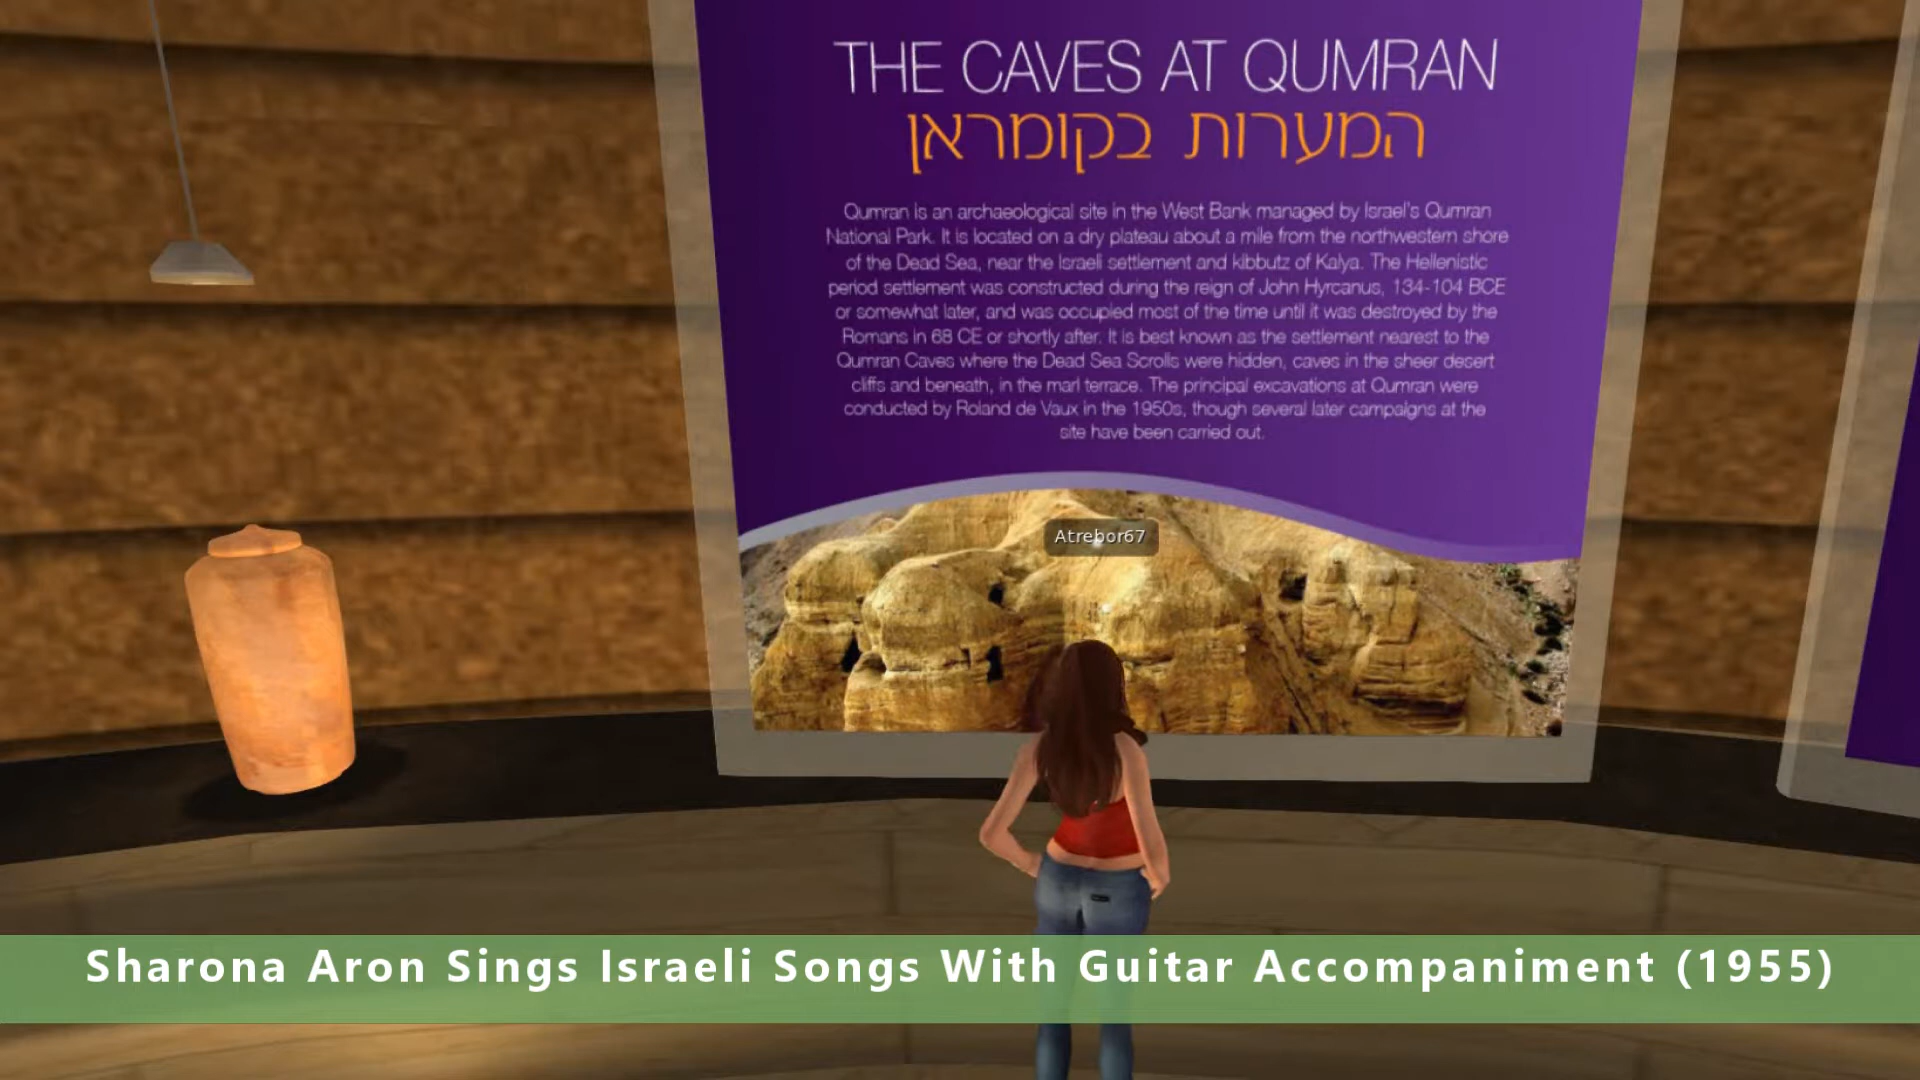 THE CAVES AT QUMRAN
המערות בקומראן
Qumran is an archaeological site in the West Bank managed by Israel's Qumran
National Park. It is located on a dry plateau about a mile from the northwestern shore
of the Dead Sea, near the Israeli settlement and kibbutz of Kalya. The Hellenistic
period settlement was constructed during the reign of John Hyrcanus, 134-104 BCE
or somewhat later, and was occupied most of the time until it was destroyed by the
Romans in 68 CE or shortly after. It is best known as the settlement nearest to the
Qumran Caves where the Dead Sea Scrolls were hidden, caves in the sheer desert
cliffs and beneath, in the marl terrace. The principal excavations at Qumran were
conducted by Roland de Vaux in the 1950s, though several later campaigns at the
site have been carried out.
Atrebor67
Sharona Aron Sings Israeli Songs With Guitar Accompaniment (1955)